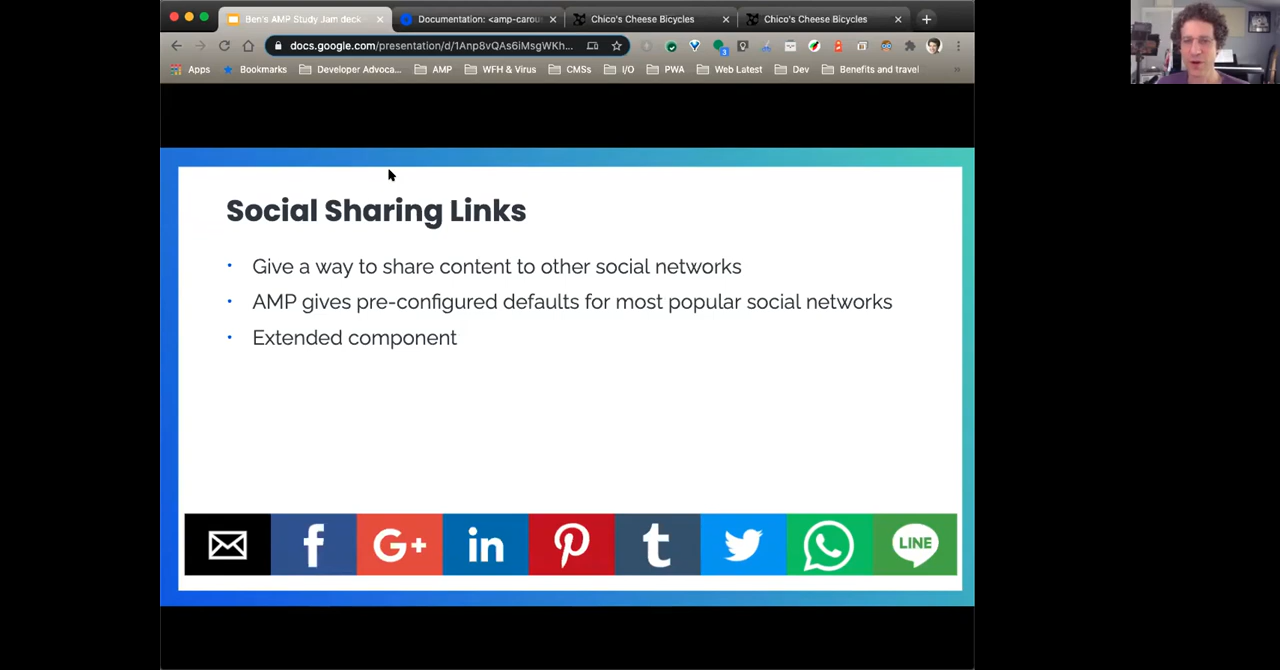 Ben's AMP Study Jam deck
Documentation: <amp-carou
Chico's Cheese Bicycles
Chico's Cheese Bicycles
docs.google.com/presentation/d/1Anp8vQAs6iMsgWKh...
3
Apps
Bookmarks
Developer Advoca...
AMP
WFH & Virus
CMSs
I/O
PWA
Web Latest
Dev
Benefits and travel
»
Social Sharing Links
• Give a way to share content to other social networks
• AMP gives pre-configured defaults for most popular social networks
• Extended component
f
G+
in
t
LINE